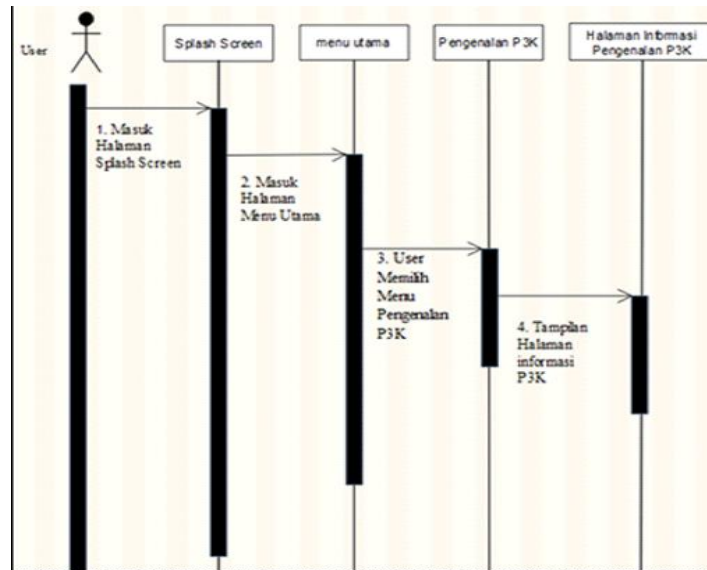 User
Splash Screen
menu utama
Pengenalan P3K
Halaman Informasi
Pengenalan P3K
1. Masuk
Halaman
Splash Screen
2. Masuk
Halaman
Menu Utama
3. User
Memilih
Menu
Pengenalan
P3K
4. Tampilan
Halaman
informasi
P3K